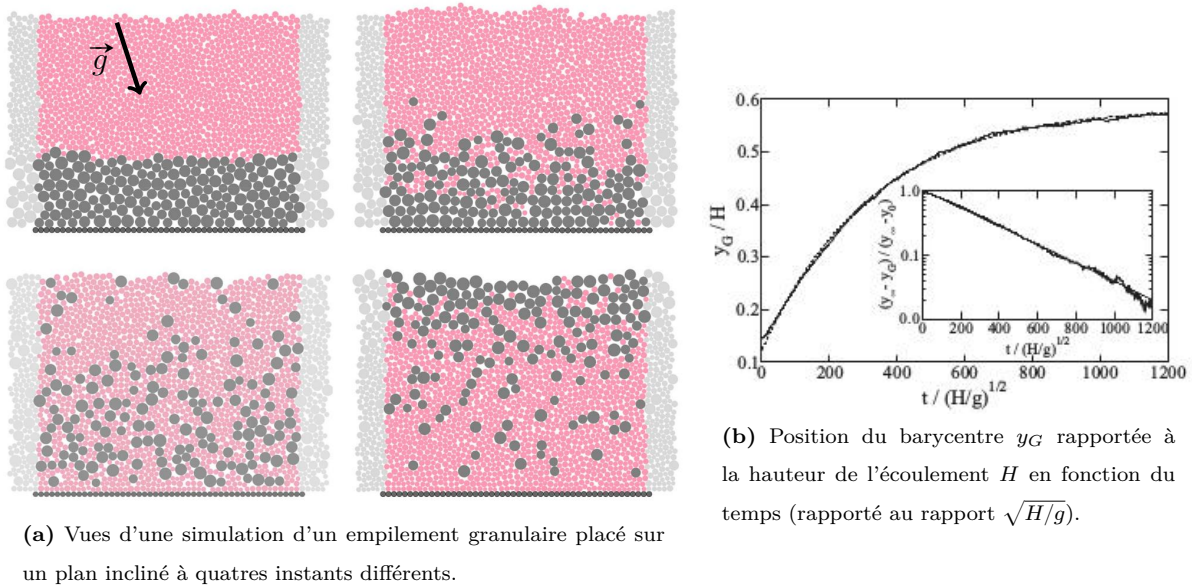 g
0.6
0.5
0.4
0.3
0.2
0.1
y_G / H
0 200 400 600 800 1000 1200
t / (H/g)^{1/2}
1.0
0.1
0.0
(y_∞ - y_G) / (y_∞ - y_0)
0 200 400 600 800 1000 1200
t / (H/g)^{1/2}
(b) Position du barycentre y_G rapportée à
la hauteur de l'écoulement H en fonction du
temps (rapporté au rapport √H/g).
(a) Vues d'une simulation d'un empilement granulaire placé sur
un plan incliné à quatres instants différents.